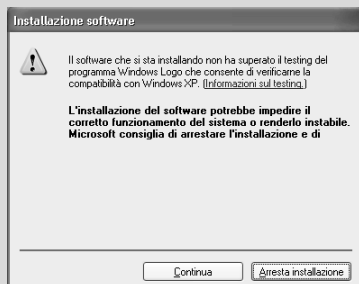 Installazione software
Il software che si sta installando non ha superato il testing del
programma Windows Logo che consente di verificarne la
compatibilità con Windows XP. (Informazioni sul testing.)
L'installazione del software potrebbe impedire il
corretto funzionamento del sistema o renderlo instabile.
Microsoft consiglia di arrestare l'installazione e di
Continua
Arresta installazione